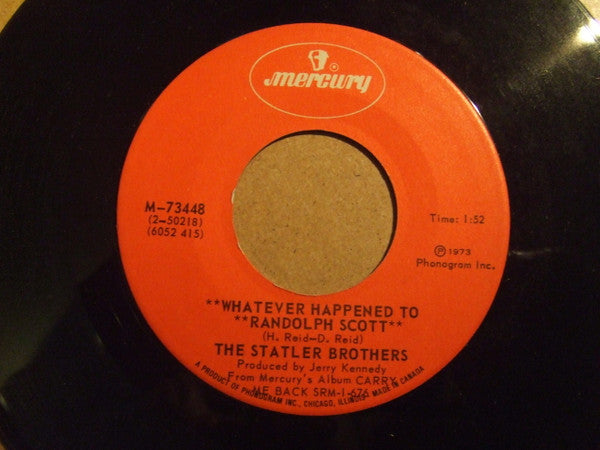 mercury
®
M-73448
(2-50218)
(6052 415)
Time: 1:52
Ⓟ1973
Phonogram Inc.
**WHATEVER HAPPENED TO
**RANDOLPH SCOTT**
(H. Reid-D. Reid)
THE STATLER BROTHERS
Produced by Jerry Kennedy
From Mercury's Album CARRY
ME BACK SRM-1-676
A PRODUCT OF PHONOGRAM INC., CHICAGO, ILLINOIS MADE IN CANADA